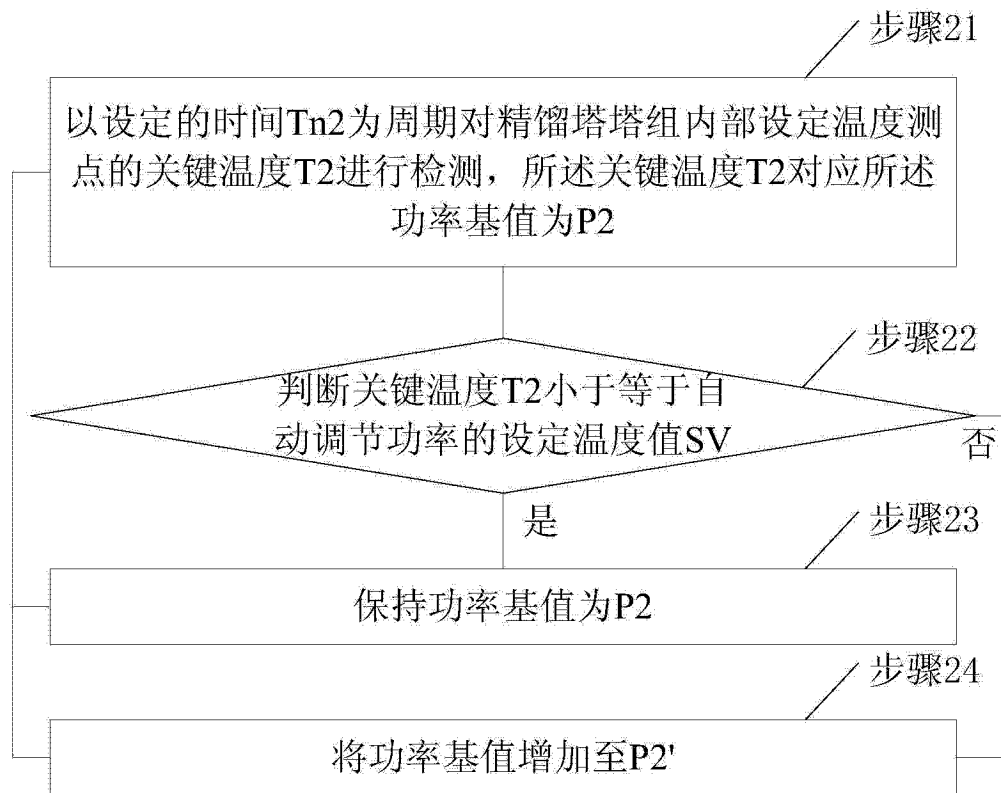 步骤21
以设定的时间Tn2为周期对精馏塔塔组内部设定温度测
点的关键温度T2进行检测，所述关键温度T2对应所述
功率基值为P2
步骤22
判断关键温度T2小于等于自
动调节功率的设定温度值SV
否
是
步骤23
保持功率基值为P2
步骤24
将功率基值增加至P2'